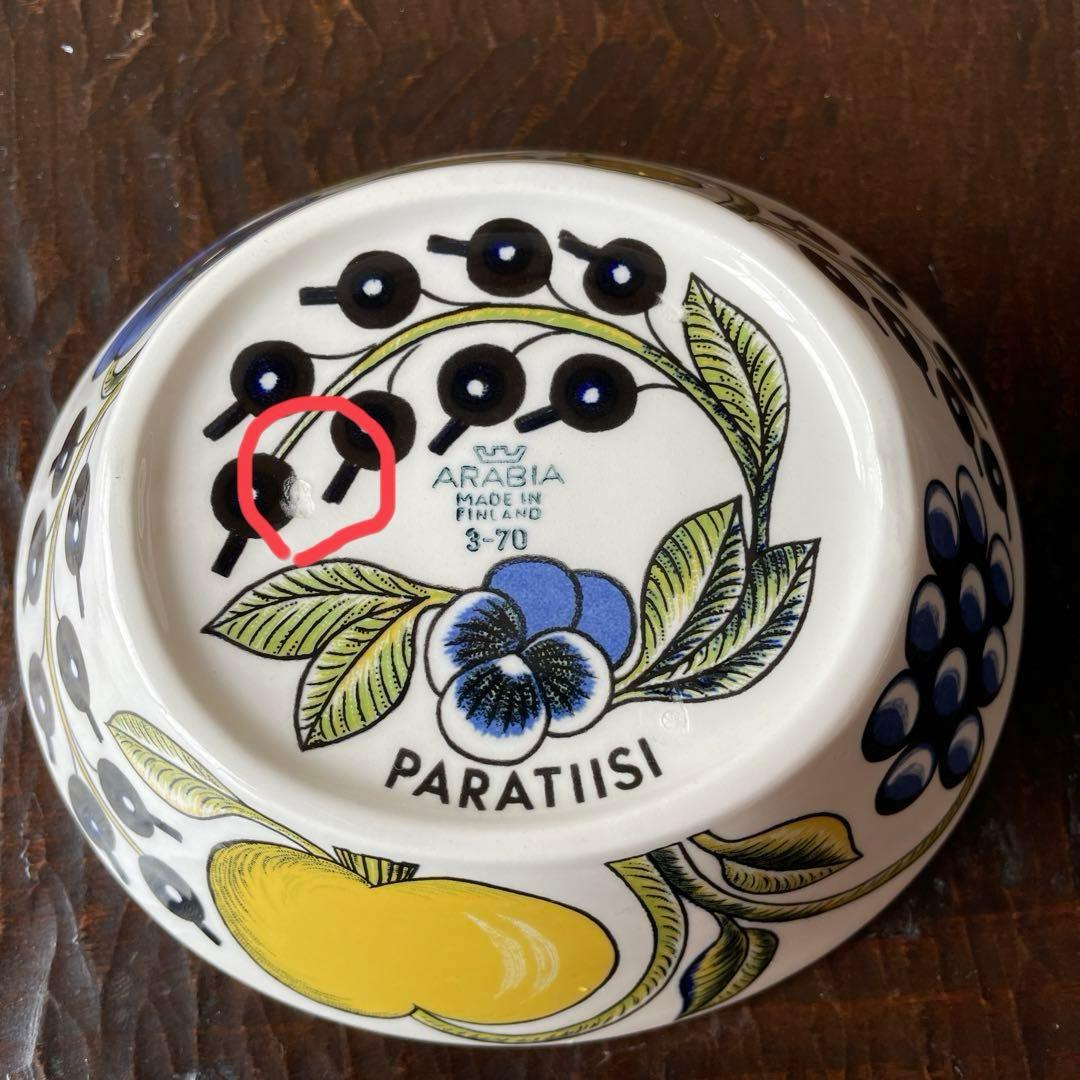 ARABIA
MADE IN
FINLAND
3-70
PARATIISI